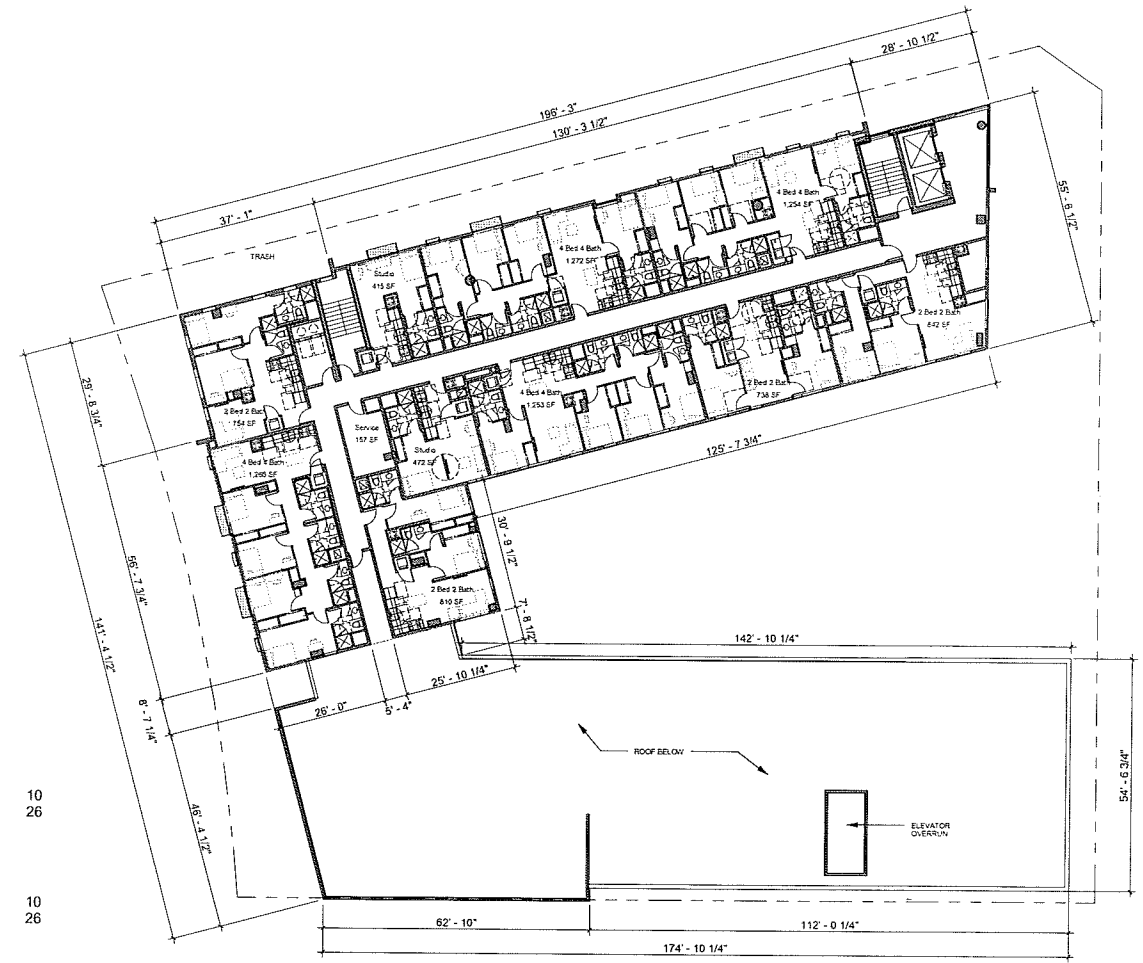 28' - 10 1/2"
196' - 3"
130' - 3 1/2"
37' - 1"
55' - 6 1/2"
TRASH
4 Bed 4 Bath
1,254 SF
4 Bed 4 Bath
1,272 SF
Studio
415 SF
2 Bed 2 Bath
842 SF
2 Bed 2 Bath
738 SF
4 Bed 4 Bath
1,253 SF
29' - 8 3/4"
2 Bed 2 Bath
754 SF
Service
157 SF
Studio
472 SF
125' - 7 3/4"
4 Bed 4 Bath
30' - 9 1/2"
56' - 7 3/4"
2 Bed 2 Bath
810 SF
7' - 8 1/2"
141' - 4 1/2"
142' - 10 1/4"
25' - 10 1/4"
26' - 0"
5' - 4"
8' - 7 1/4"
ROOF BELOW
54' - 6 3/4"
10
26
46' - 4 1/2"
ELEVATOR
OVERRUN
10
26
62' - 10"
112' - 0 1/4"
174' - 10 1/4"